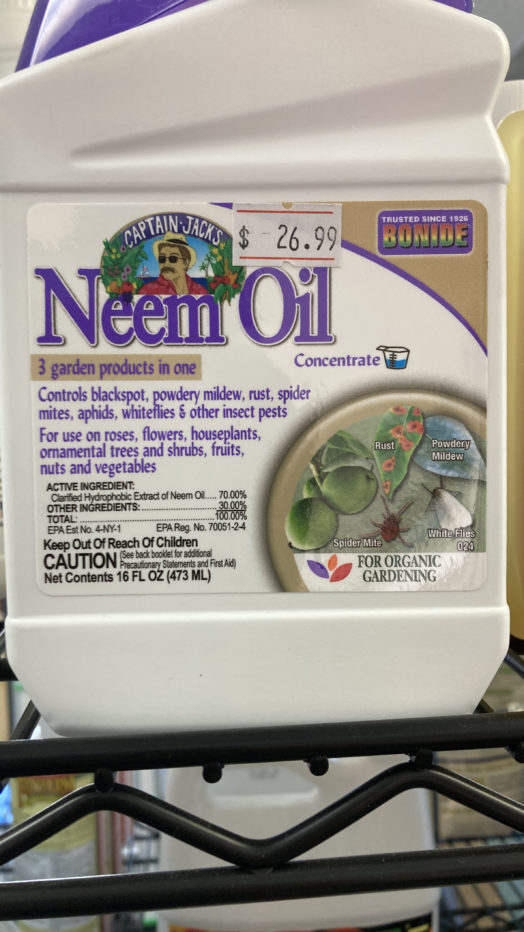 CAPTAIN·JACK'S
$ 26.99
TRUSTED SINCE 1926
BONIDE
Neem Oil
3 garden products in one
Concentrate
Controls blackspot, powdery mildew, rust, spider
mites, aphids, whiteflies & other insect pests
For use on roses, flowers, houseplants,
ornamental trees and shrubs, fruits,
nuts and vegetables
ACTIVE INGREDIENT:
Clarified Hydrophobic Extract of Neem Oil..... 70.00%
OTHER INGREDIENTS: 30.00%
TOTAL: 100.00%
EPA Est No. 4-NY-1 EPA Reg. No. 70051-2-4
Keep Out Of Reach Of Children
CAUTION (See back booklet for additional
Precautionary Statements and First Aid)
Net Contents 16 FL OZ (473 ML)
Rust
Powdery
Mildew
Spider Mite
White Flies
024
FOR ORGANIC
GARDENING